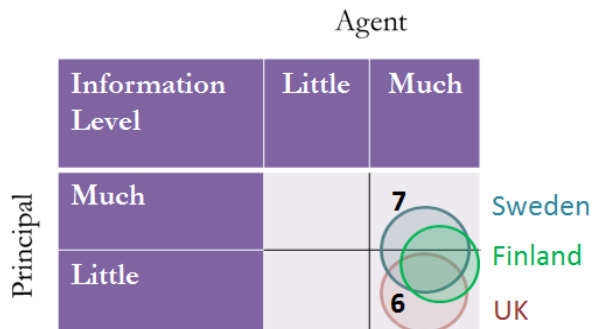 Agent
Information Level
Little
Much
Principal
Much
7
Sweden
Finland
Little
6
UK